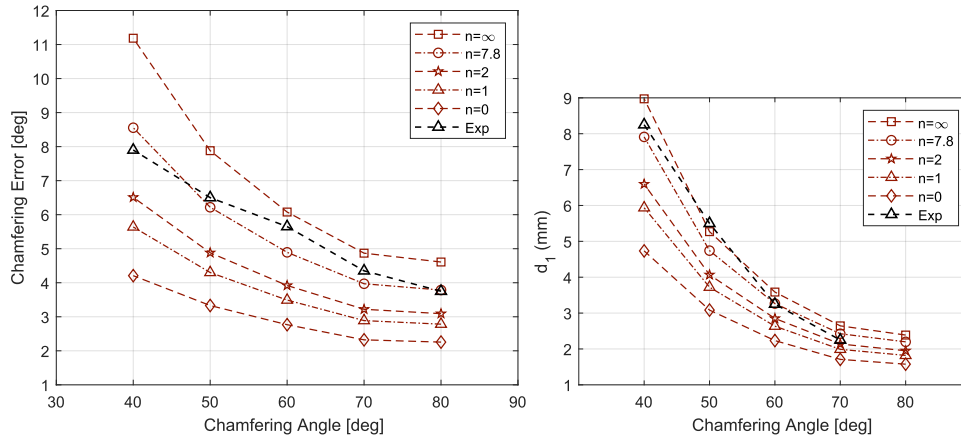 12
11
10
9
8
7
6
5
4
3
2
1
30
40
50
60
70
80
90
Chamfering Error [deg]
Chamfering Angle [deg]
n=∞
n=7.8
n=2
n=1
n=0
Exp
9
8
7
6
5
4
3
2
1
40
50
60
70
80
d1 (mm)
Chamfering Angle [deg]
n=∞
n=7.8
n=2
n=1
n=0
Exp